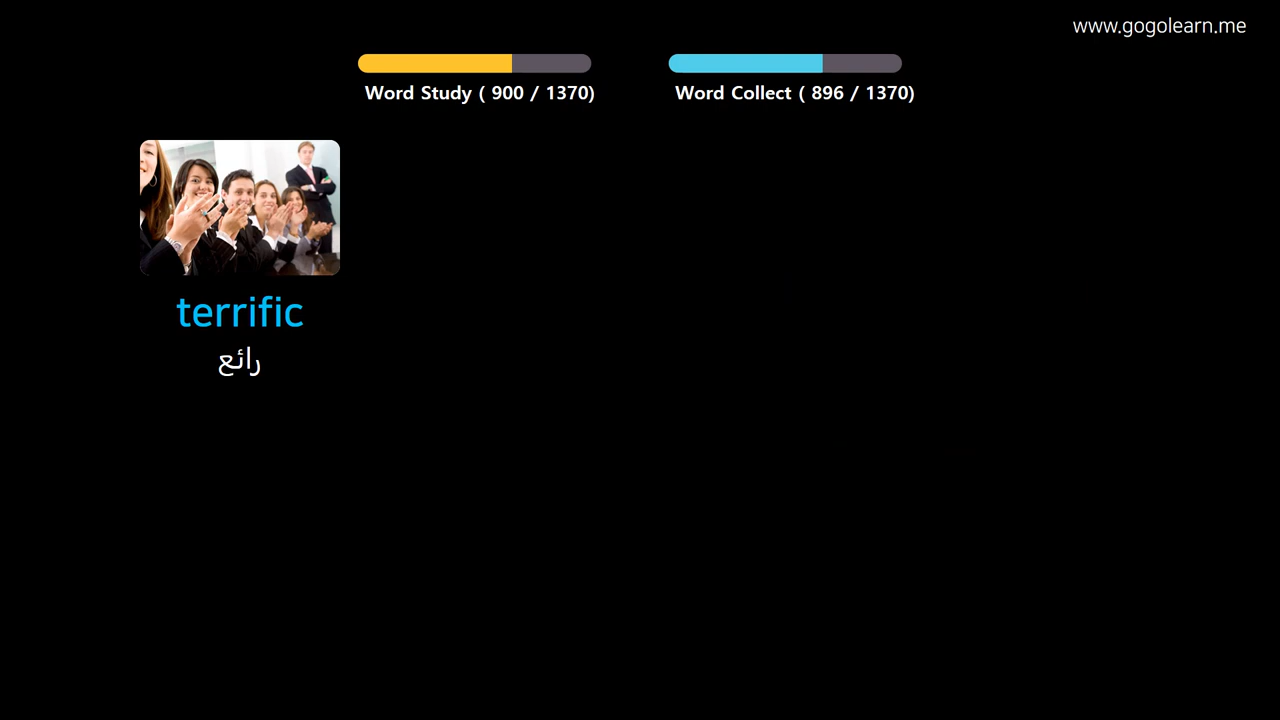 www.gogolearn.me
Word Study ( 900 / 1370)
Word Collect ( 896 / 1370)
terrific
رائع